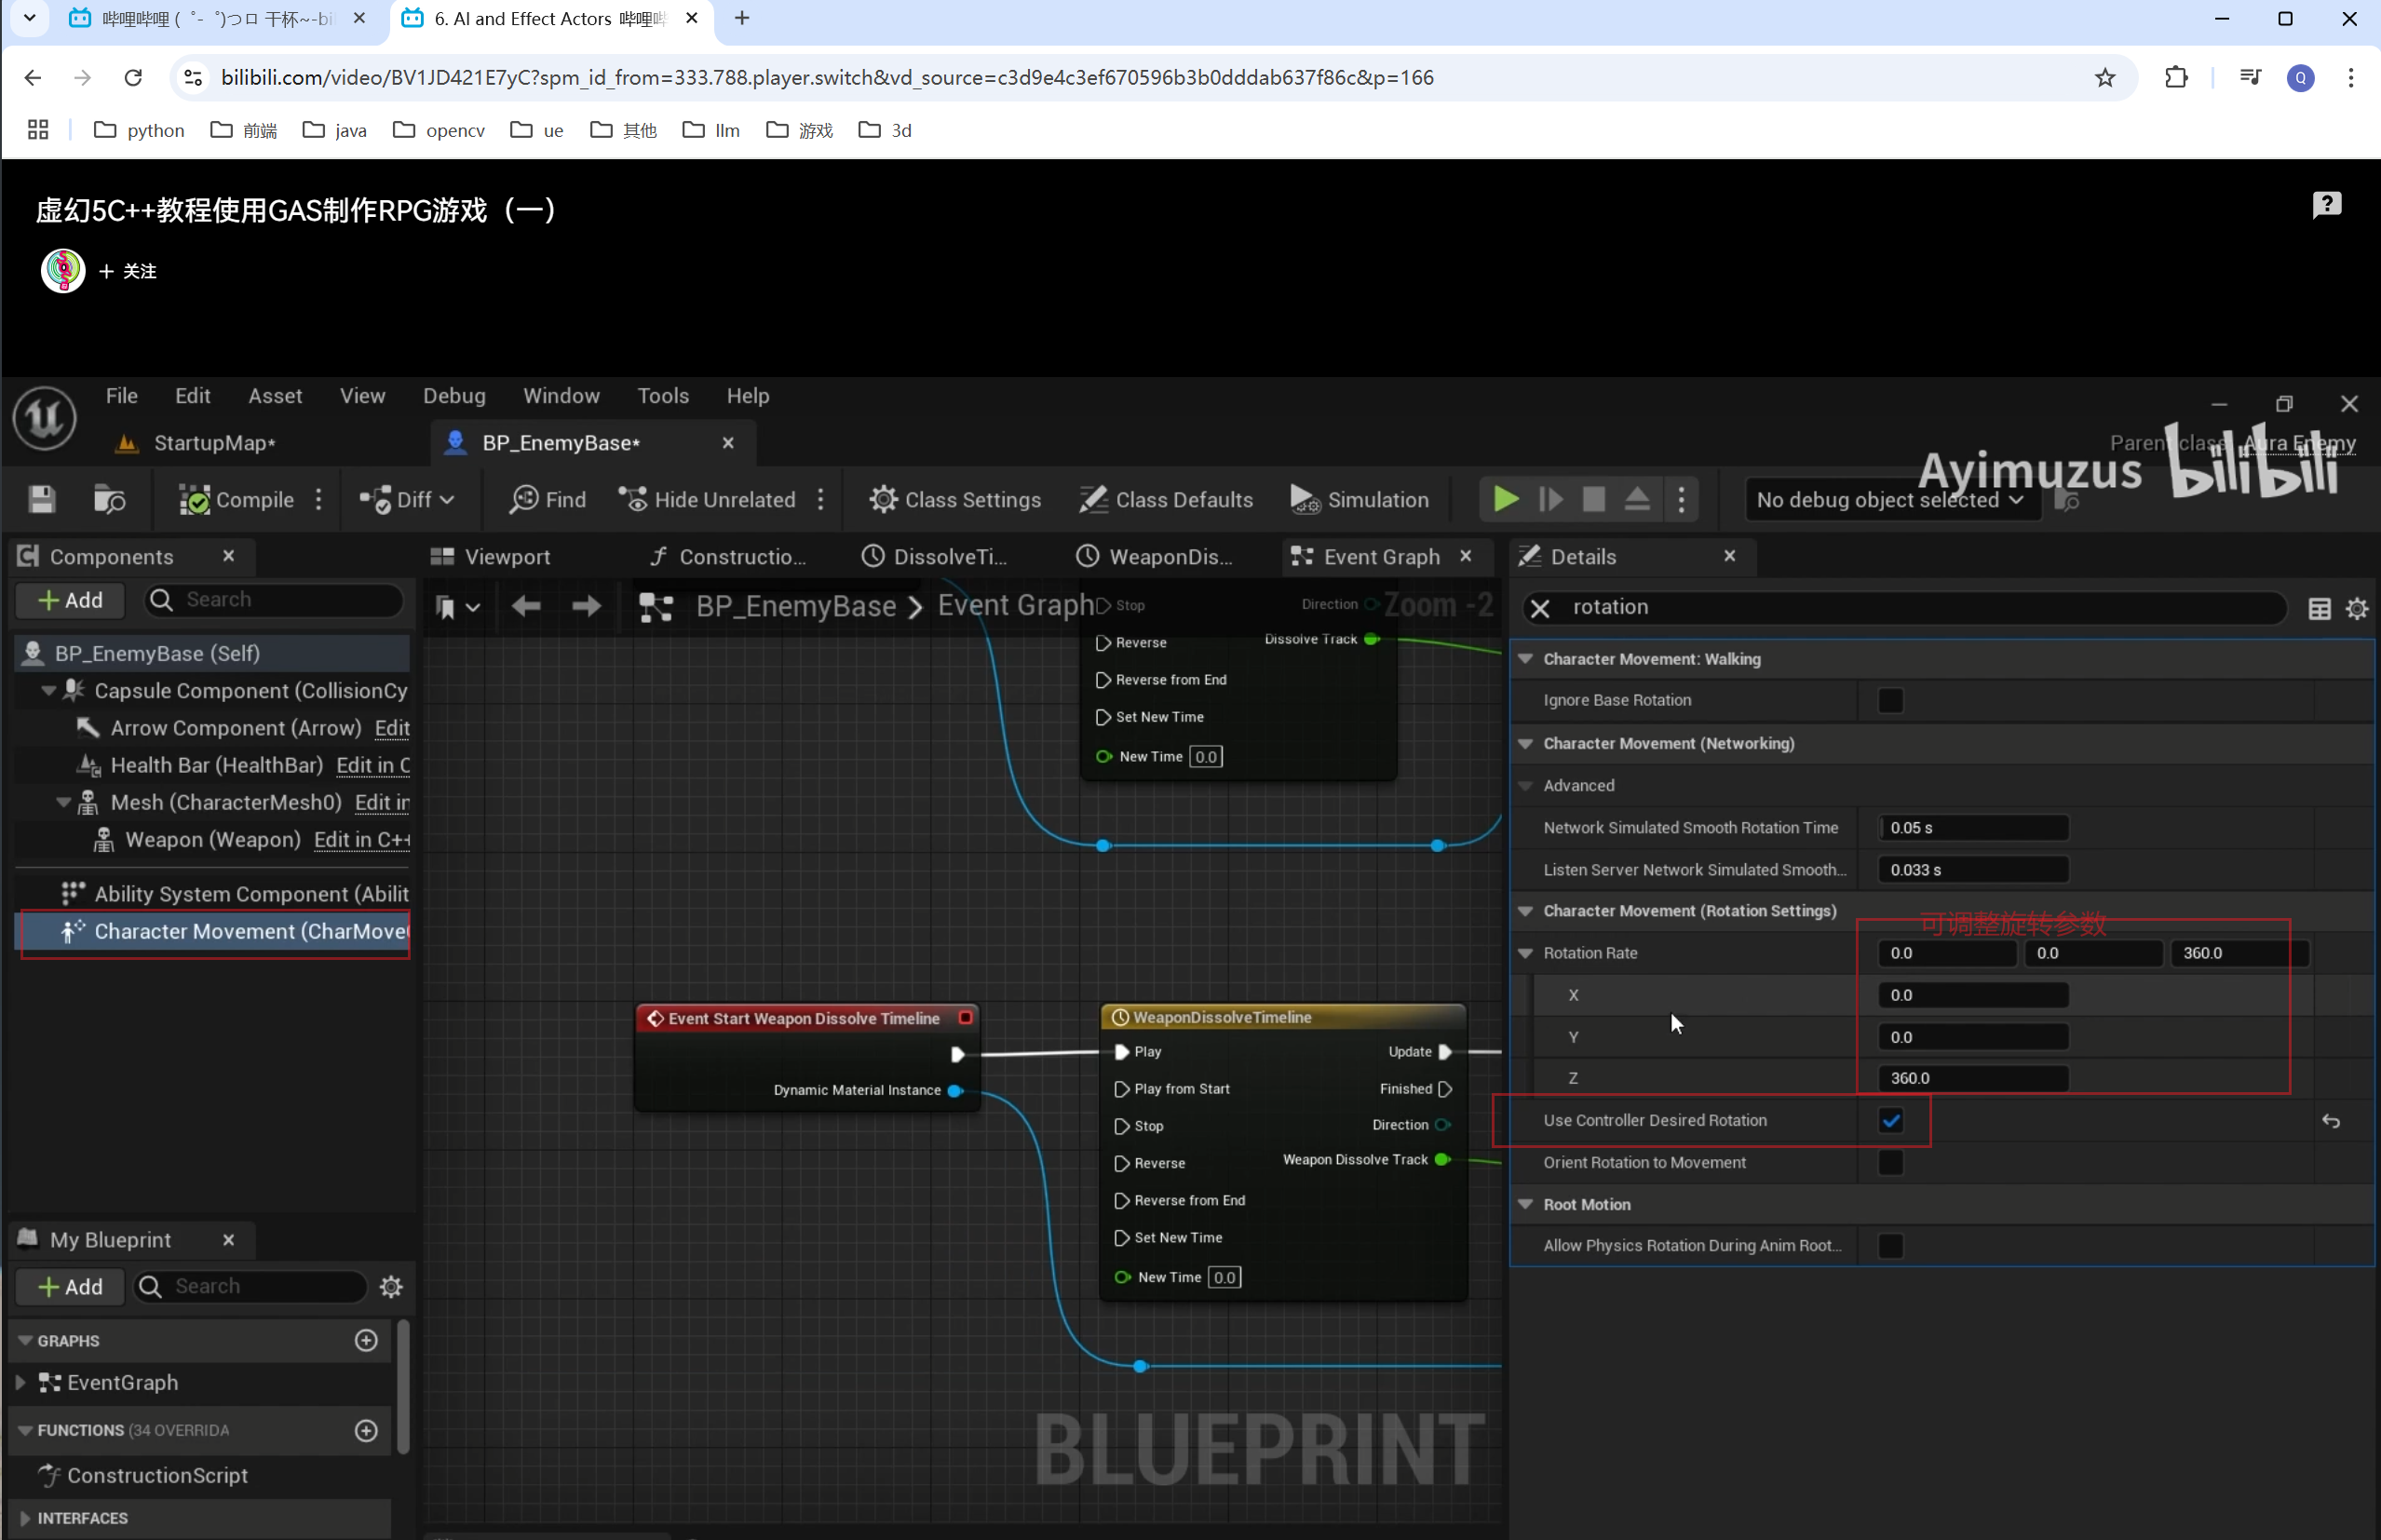 哔哩哔哩 (゜-゜)つロ 干杯~-bi
6. AI and Effect Actors 哔哩哔
bilibili.com/video/BV1JD421E7yC?spm_id_from=333.788.player.switch&vd_source=c3d9e4c3ef670596b3b0dddab637f86c&p=166
Q
python 前端 java opencv ue 其他 llm 游戏 3d
虚幻5C++教程使用GAS制作RPG游戏（一）
+ 关注
File Edit Asset View Debug Window Tools Help
StartupMap*
BP_EnemyBase*
Parent class: Aura Enemy
Ayimuzus bilibili
Compile Diff Find Hide Unrelated Class Settings Class Defaults Simulation No debug object selected
Components
Viewport Constructio... DissolveTi... WeaponDis... Event Graph Details
+ Add Search
BP_EnemyBase > Event Graph
Zoom -2
rotation
BP_EnemyBase (Self)
Capsule Component (CollisionCy
Arrow Component (Arrow) Edit
Health Bar (HealthBar) Edit in C
Mesh (CharacterMesh0) Edit in
Weapon (Weapon) Edit in C++
Ability System Component (Abilit
Character Movement (CharMove
Stop Direction
Reverse Dissolve Track
Reverse from End
Set New Time
New Time 0.0
Event Start Weapon Dissolve Timeline
Dynamic Material Instance
WeaponDissolveTimeline
Play Update
Play from Start Finished
Stop Direction
Reverse Weapon Dissolve Track
Reverse from End
Set New Time
New Time 0.0
BLUEPRINT
Character Movement: Walking
Ignore Base Rotation
Character Movement (Networking)
Advanced
Network Simulated Smooth Rotation Time 0.05 s
Listen Server Network Simulated Smooth... 0.033 s
Character Movement (Rotation Settings)
可调整旋转参数
Rotation Rate 0.0 0.0 360.0
X 0.0
Y 0.0
Z 360.0
Use Controller Desired Rotation
Orient Rotation to Movement
Root Motion
Allow Physics Rotation During Anim Root...
My Blueprint
+ Add Search
GRAPHS
EventGraph
FUNCTIONS (34 OVERRIDA
ConstructionScript
INTERFACES